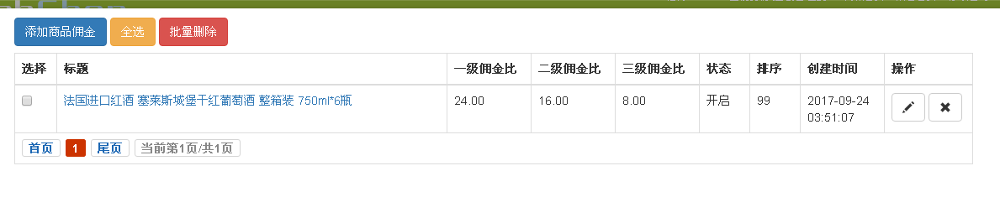 添加商品佣金 全选 批量删除
选择 标题 一级佣金比 二级佣金比 三级佣金比 状态 排序 创建时间 操作
法国进口红酒 塞莱斯城堡干红葡萄酒 整箱装 750ml*6瓶 24.00 16.00 8.00 开启 99 2017-09-24
03:51:07
首页 1 尾页 当前第1页/共1页